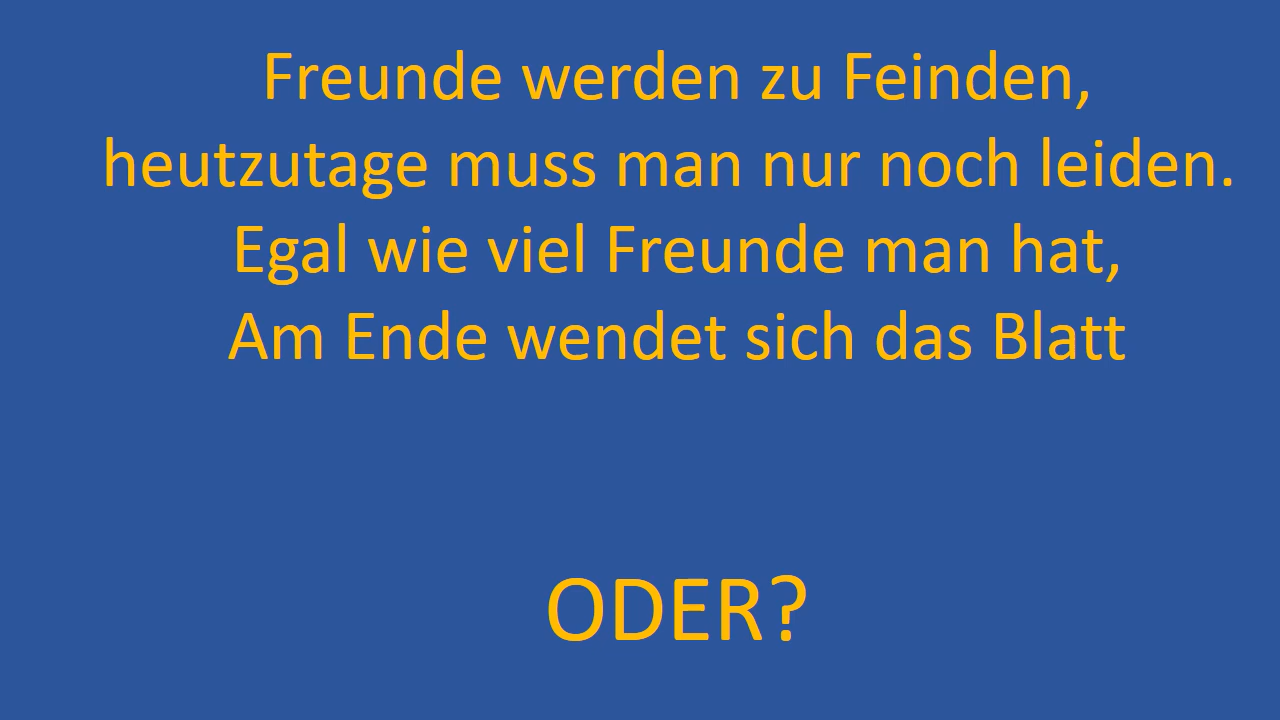 Freunde werden zu Feinden,
heutzutage muss man nur noch leiden.
Egal wie viel Freunde man hat,
Am Ende wendet sich das Blatt
ODER?